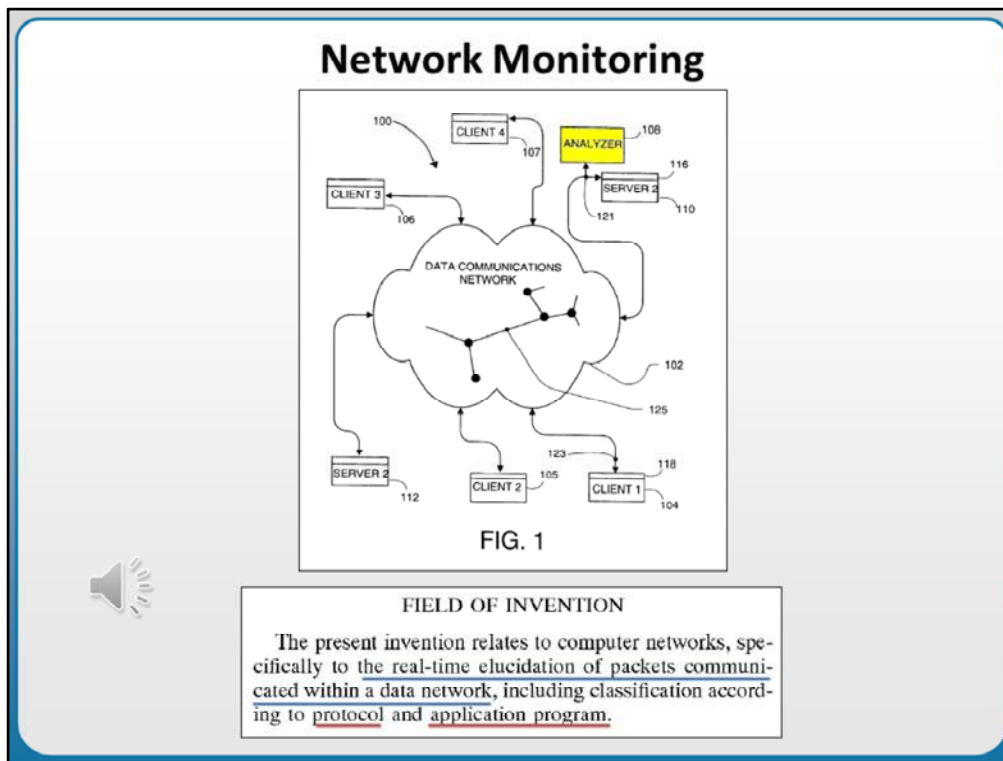 Network Monitoring
100
CLIENT 4
107
ANALYZER
108
116
SERVER 2
110
121
CLIENT 3
106
DATA COMMUNICATIONS
NETWORK
102
125
123
SERVER 2
112
CLIENT 2
105
118
CLIENT 1
104
FIG. 1
FIELD OF INVENTION
The present invention relates to computer networks, spe-
cifically to the real-time elucidation of packets communi-
cated within a data network, including classification accord-
ing to protocol and application program.